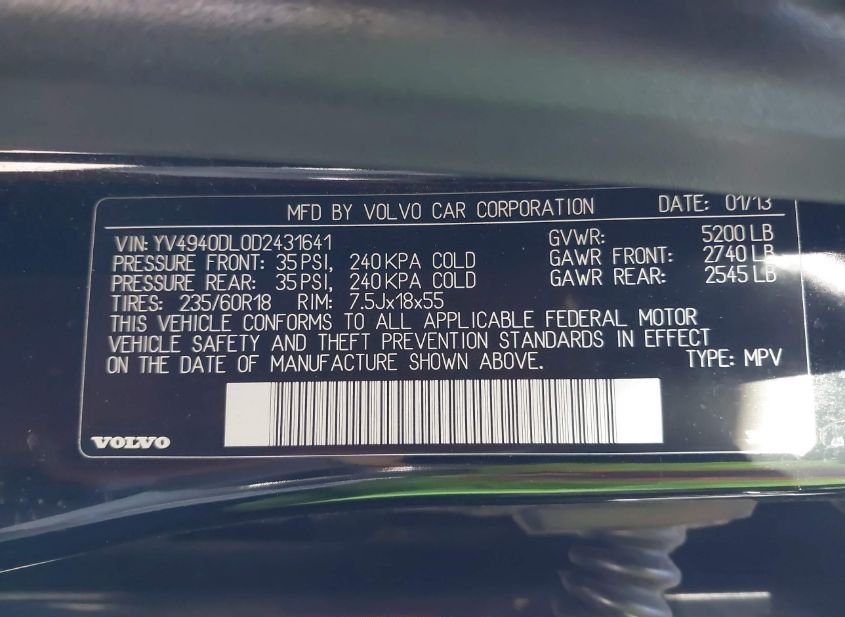 MFD BY VOLVO CAR CORPORATION DATE: 01/13
VIN: YV4940DL0D2431641 GVWR: 5200 LB
PRESSURE FRONT: 35 PSI, 240 KPA COLD GAWR FRONT: 2740 LB
PRESSURE REAR: 35 PSI, 240 KPA COLD GAWR REAR: 2545 LB
TIRES: 235/60R18 RIM: 7.5Jx18x55
THIS VEHICLE CONFORMS TO ALL APPLICABLE FEDERAL MOTOR
VEHICLE SAFETY AND THEFT PREVENTION STANDARDS IN EFFECT
ON THE DATE OF MANUFACTURE SHOWN ABOVE. TYPE: MPV
VOLVO